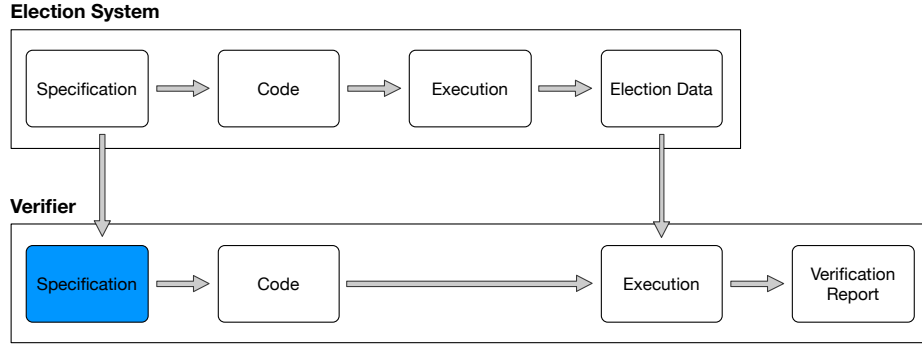 Election System
Specification
Code
Execution
Election Data
Verifier
Specification
Code
Execution
Verification
Report